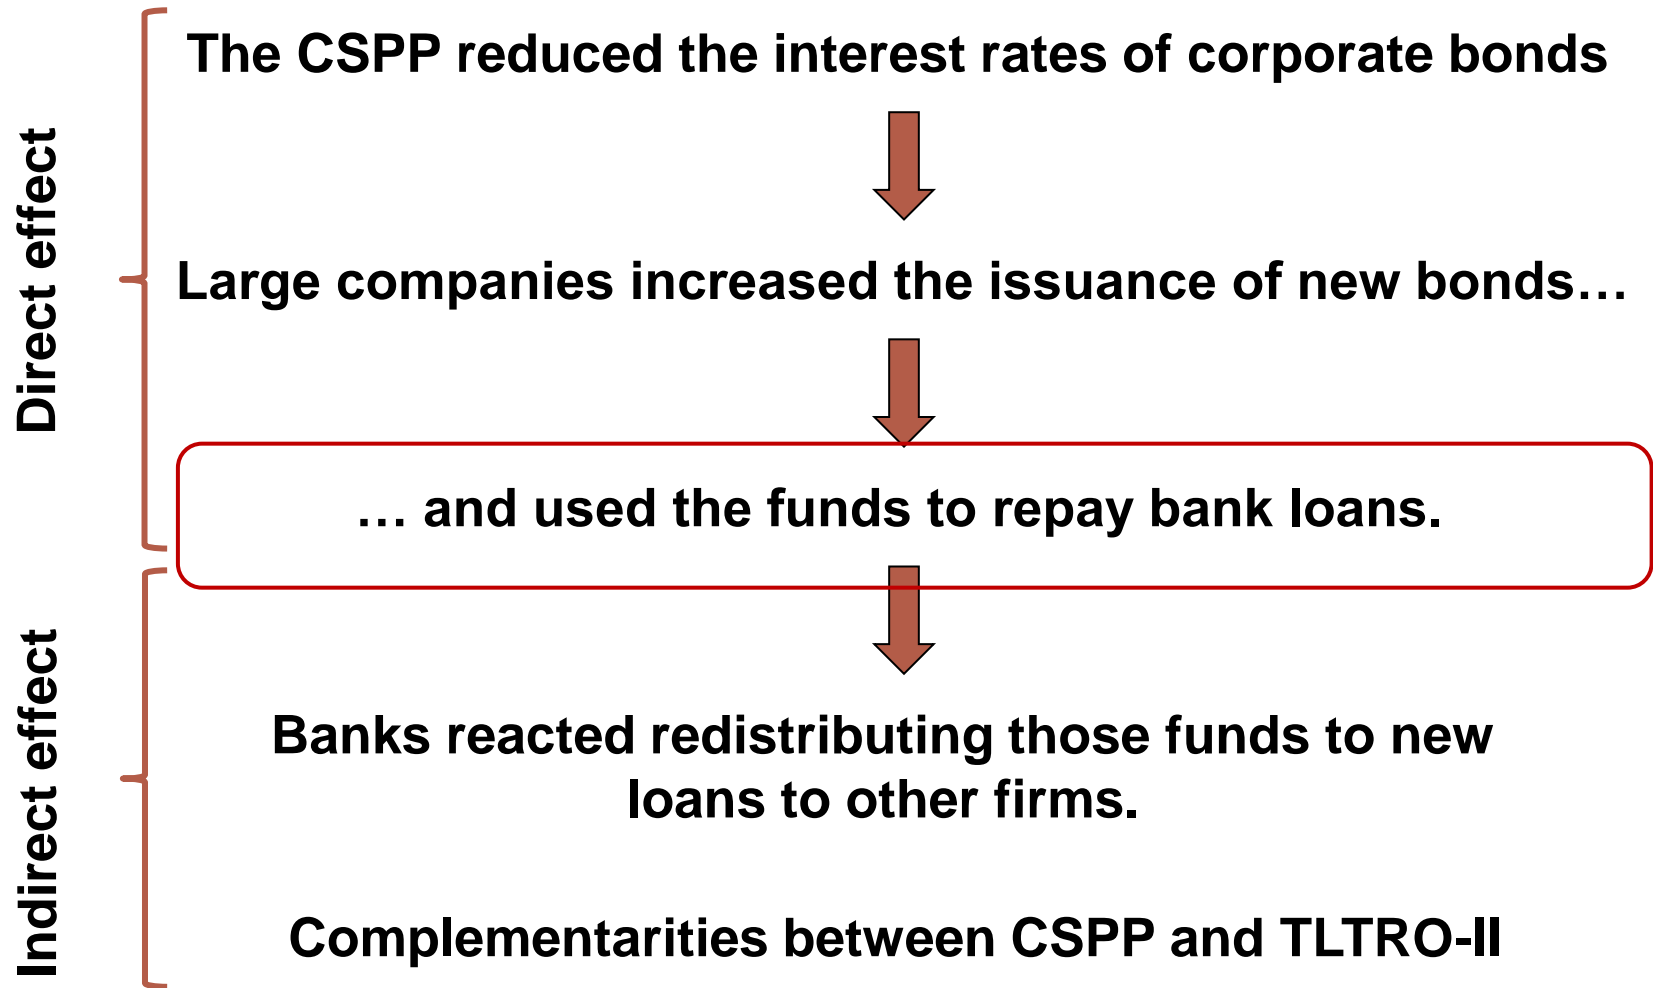 Direct effect
The CSPP reduced the interest rates of corporate bonds
Large companies increased the issuance of new bonds…
… and used the funds to repay bank loans.
Indirect effect
Banks reacted redistributing those funds to new
loans to other firms.
Complementarities between CSPP and TLTRO-II